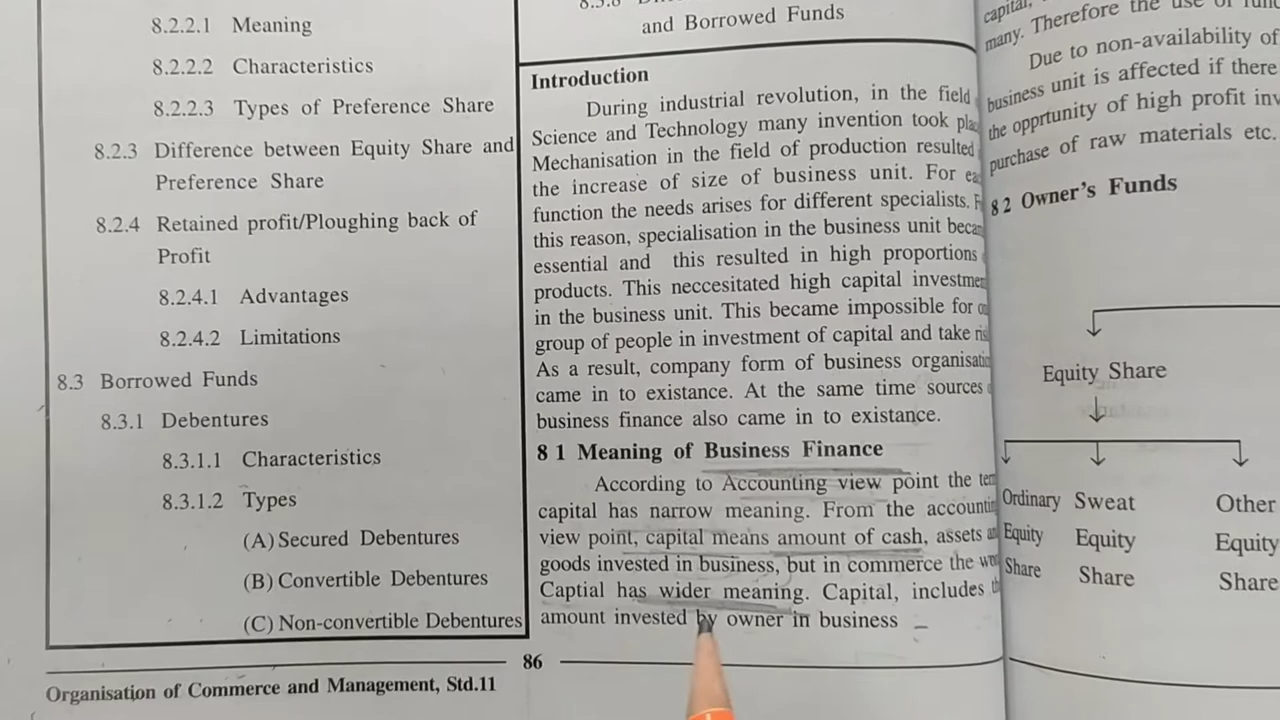 8.2.2.1 Meaning
8.2.2.2 Characteristics
8.2.2.3 Types of Preference Share
8.2.3 Difference between Equity Share and
Preference Share
8.2.4 Retained profit/Ploughing back of
Profit
8.2.4.1 Advantages
8.2.4.2 Limitations
8.3 Borrowed Funds
8.3.1 Debentures
8.3.1.1 Characteristics
8.3.1.2 Types
(A) Secured Debentures
(B) Convertible Debentures
(C) Non-convertible Debentures
and Borrowed Funds
Introduction
During industrial revolution, in the field
Science and Technology many invention took
Mechanisation in the field of production resulted
the increase of size of business unit. For
function the needs arises for different specialists.
this reason, specialisation in the business unit
essential and this resulted in high proportions
products. This neccesitated high capital
in the business unit. This became impossible for
group of people in investment of capital and take
As a result, company form of business
came in to existance. At the same time sources
business finance also came in to existance.
8 1 Meaning of Business Finance
According to Accounting view point the
capital has narrow meaning. From the
view point, capital means amount of cash, assets
goods invested in business, but in commerce the
Captial has wider meaning. Capital, includes
amount invested by owner in business
86
Organisation of Commerce and Management, Std.11
capital,
many. Therefore the use of
Due to non-availability of
business unit is affected if there
the opprtunity of high profit
purchase of raw materials etc.
8 2 Owner's Funds
Equity Share
Ordinary Sweat Other
Equity Equity Equity
Share Share Share